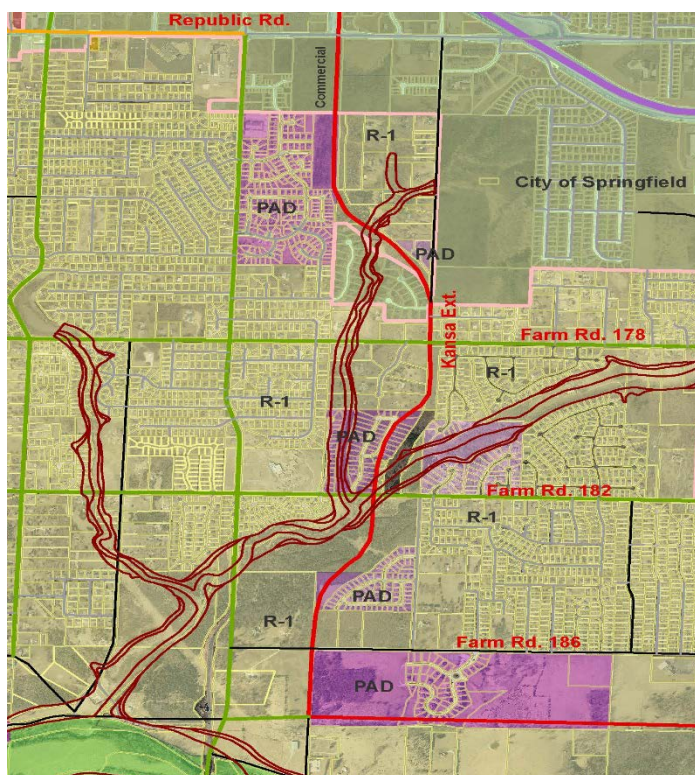 Republic Rd.
Commercial
R-1
City of Springfield
PAD
PAD
Kansa Ext.
Farm Rd. 178
R-1
R-1
PAD
Farm Rd. 182
R-1
PAD
R-1
Farm Rd. 186
PAD